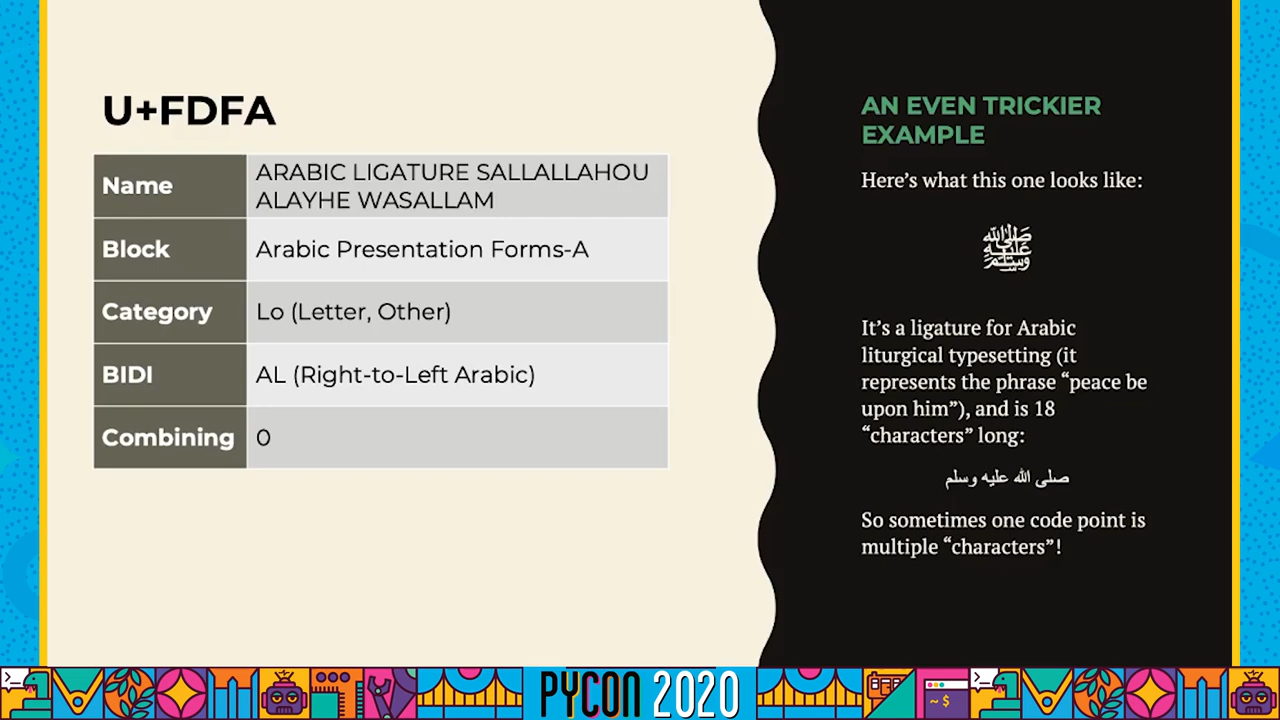 U+FDFA
Name
ARABIC LIGATURE SALLALLAHOU
ALAYHE WASALLAM
Block
Arabic Presentation Forms-A
Category
Lo (Letter, Other)
BIDI
AL (Right-to-Left Arabic)
Combining
0
AN EVEN TRICKIER
EXAMPLE
Here’s what this one looks like:
ﷺ
It’s a ligature for Arabic
liturgical typesetting (it
represents the phrase “peace be
upon him”), and is 18
“characters” long:
صلى الله عليه وسلم
So sometimes one code point is
multiple “characters”!
~$
PYCON 2020